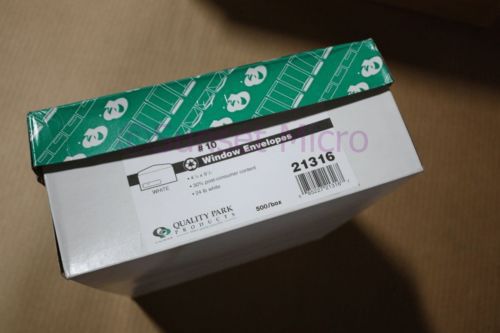 #10
Window Envelopes
21316
WHITE
• 4 ⅛ x 9 ½
• 30% post-consumer content
• 24 lb white
QUALITY PARK
PRODUCTS
500/box
Micro